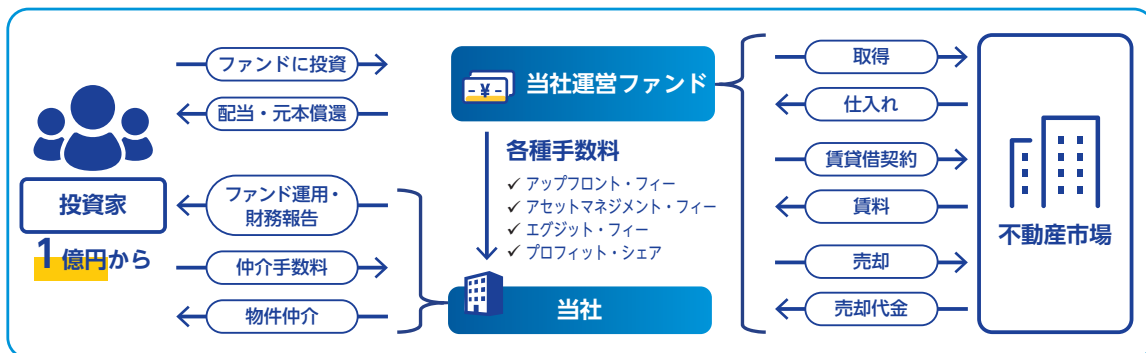 ファンドに投資
配当・元本償還
投資家
1億円から
ファンド運用・
財務報告
仲介手数料
物件仲介
-¥-
当社運営ファンド
各種手数料
✓ アップフロント・フィー
✓ アセットマネジメント・フィー
✓ エグジット・フィー
✓ プロフィット・シェア
当社
取得
仕入れ
賃貸借契約
賃料
売却
売却代金
不動産市場